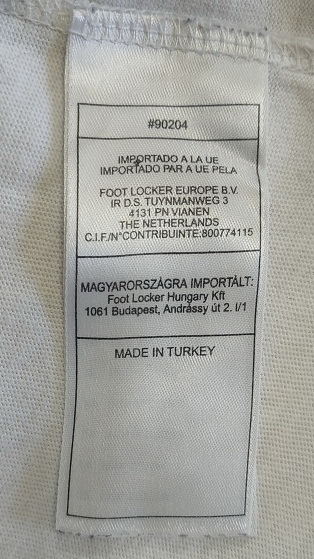 #90204
IMPORTADO A LA UE
IMPORTADO PAR A UE PELA
FOOT LOCKER EUROPE B.V.
IR D.S. TUYNMANWEG 3
4131 PN VIANEN
THE NETHERLANDS
C.I.F./N°CONTRIBUINTE:800774115
MAGYARORSZÁGRA IMPORTÁLT:
Foot Locker Hungary Kft
1061 Budapest, Andrássy út 2. I/1
MADE IN TURKEY